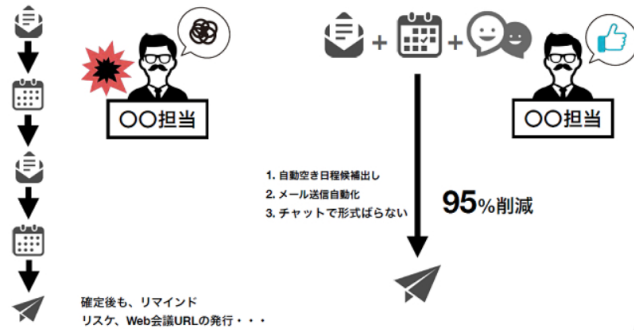 〇〇担当
確定後も、リマインド
リスケ、Web会議URLの発行・・・
〇〇担当
1. 自動空き日程候補出し
2. メール送信自動化
3. チャットで形式ばらない
95%削減